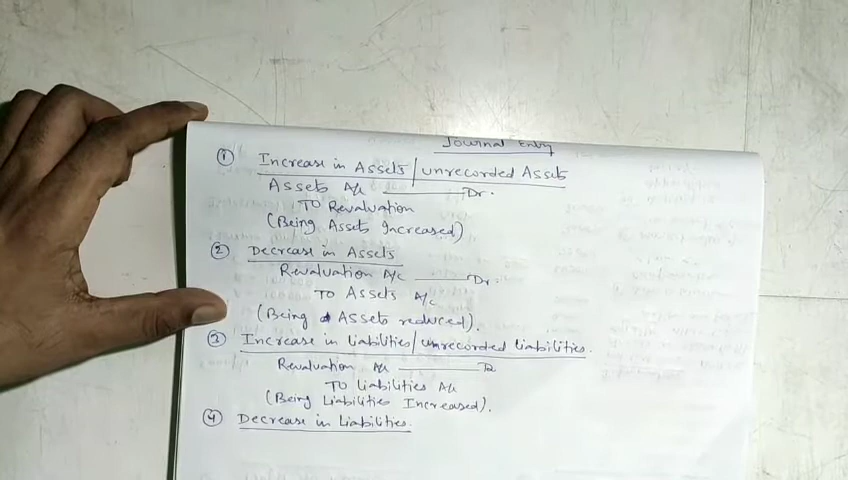 Journal Entry
① Increase in Assets/unrecorded Assets
Assets A/c ———— Dr.
TO Revaluation
(Being Assets Increased)
② Decrease in Assets
Revaluation A/c ———— Dr.
TO Assets A/c
(Being Assets reduced).
③ Increase in liabilities/unrecorded liabilities.
Revaluation A/c ————
TO liabilities A/c
(Being Liabilities Increased).
④ Decrease in Liabilities.